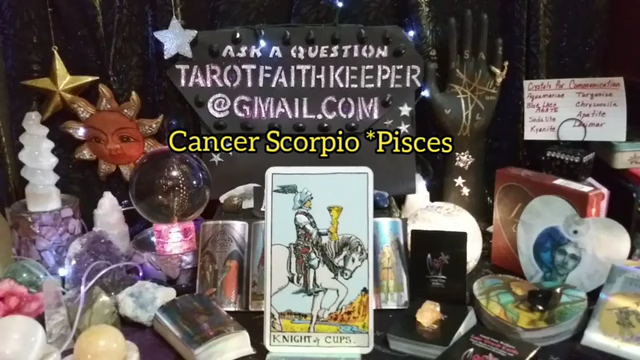 ASK A QUESTION
TAROTFAITHKEEPER
@GMAIL.COM
Cancer Scorpio *Pisces
Crystals for Communication
Aquamarine Turquoise
Blue Lace Chrysocolla
Agate Apatite
Sodalite Larimar
Kyanite
KNIGHT of CUPS.